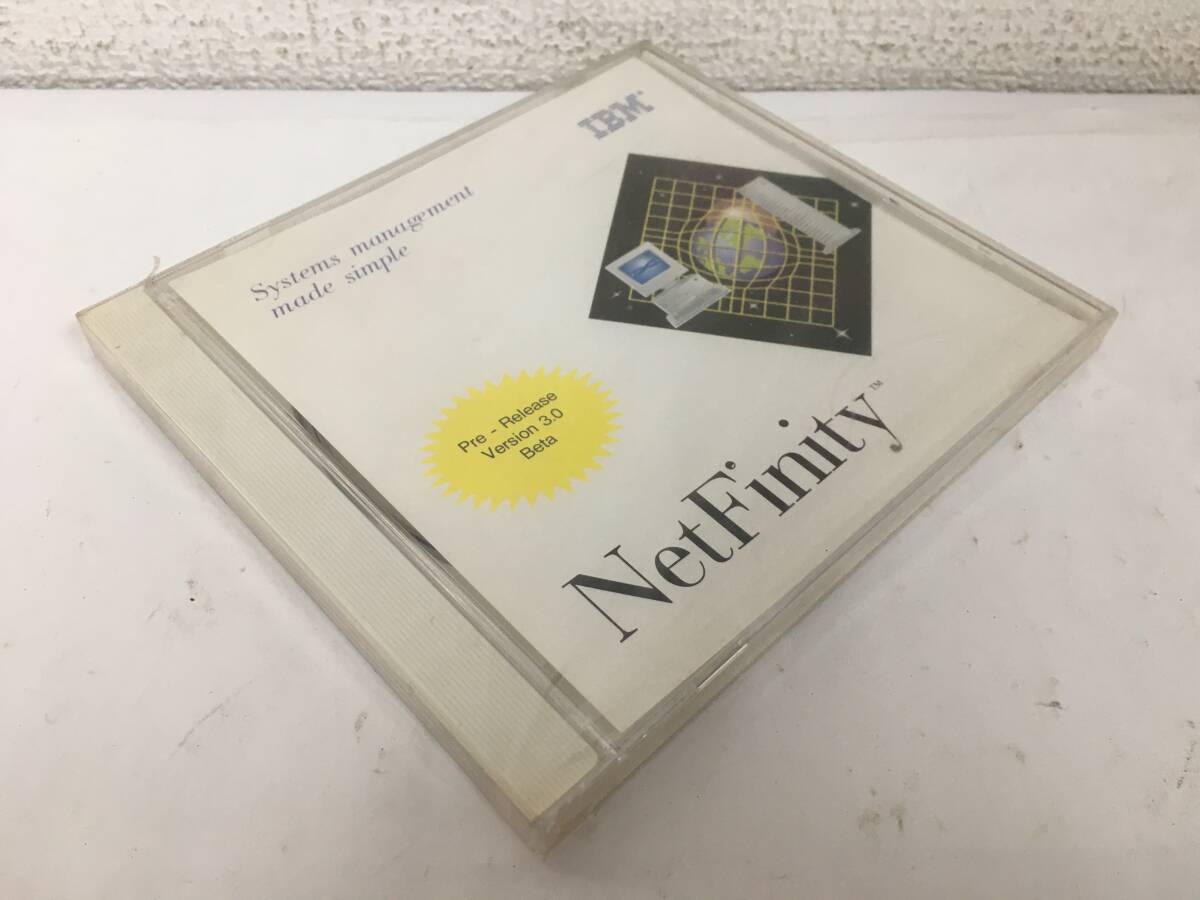 IBM®
Systems management
made simple
Pre - Release
Version 3.0
Beta
NetFinity™